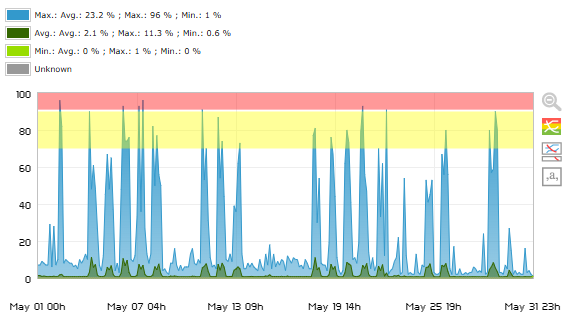 Max.: Avg.: 23.2 % ; Max.: 96 % ; Min.: 1 %
Avg.: Avg.: 2.1 % ; Max.: 11.3 % ; Min.: 0.6 %
Min.: Avg.: 0 % ; Max.: 1 % ; Min.: 0 %
Unknown
100
80
60
40
20
0
May 01 00h May 07 04h May 13 09h May 19 14h May 25 19h May 31 23h
,a,